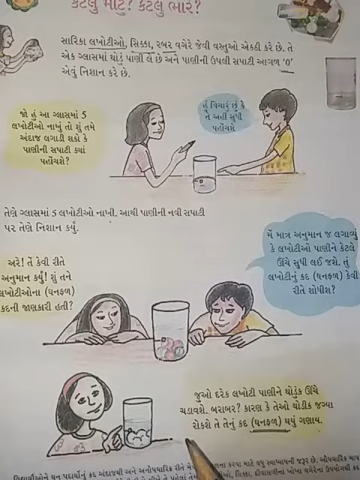 કેટલું મોટું? કેટલું ભારે?
સારિકા લખોટીઓ, સિક્કા, રબર વગેરે જેવી વસ્તુઓ એકઠી કરે છે. તે
એક ગ્લાસમાં થોડું પાણી લે છે અને પાણીની ઉપલી સપાટી આગળ '0'
એવું નિશાન કરે છે.
જો હું આ ગ્લાસમાં 5
લખોટીઓ નાખું તો શું તમે
અંદાજ લગાડી શકો કે
પાણીની સપાટી ક્યાં
પહોંચશે?
હું વિચારું છું કે
તે અહીં સુધી
પહોંચશે
તેણે ગ્લાસમાં 5 લખોટીઓ નાખી. આથી પાણીની નવી સપાટી
પર તેણે નિશાન કર્યું.
અરે! તેં કેવી રીતે
અનુમાન કર્યું! શું તને
લખોટીઓના (ઘનફળ)
કદની જાણકારી હતી?
મેં માત્ર અનુમાન જ લગાવ્યું
કે લખોટીઓ પાણીને કેટલે
ઊંચે સુધી લઈ જશે. તું
લખોટીનું કદ (ઘનફળ) કેવી
રીતે શોધીશ?
જુઓ દરેક લખોટી પાણીને થોડુંક ઊંચે
ચડાવશે. બરાબર? કારણ કે તેઓ થોડીક જગ્યા
રોકશે તે તેનું કદ (ઘનફળ) થયું ગણાય.